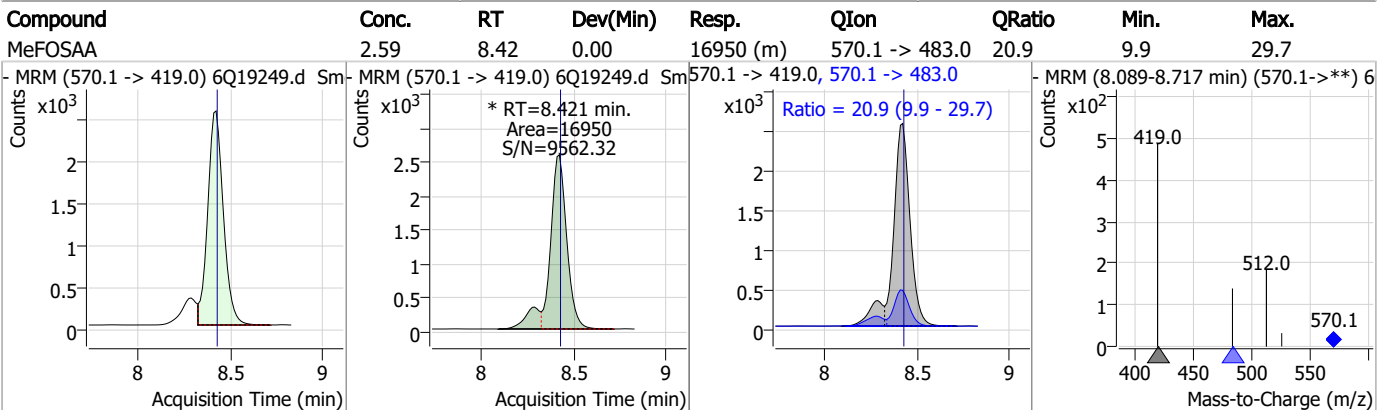 Compound Conc. RT Dev(Min) Resp. QIon QRatio Min. Max.
MeFOSAA 2.59 8.42 0.00 16950 (m) 570.1 -> 483.0 20.9 9.9 29.7
- MRM (570.1 -> 419.0) 6Q19249.d Sm
Counts
x10³
2
1.5
1
0.5
0
8 8.5 9
Acquisition Time (min)
- MRM (570.1 -> 419.0) 6Q19249.d Sm
Counts
x10³
* RT=8.421 min.
Area=16950
S/N=9562.32
2.5
2
1.5
1
0.5
0
8 8.5 9
Acquisition Time (min)
570.1 -> 419.0, 570.1 -> 483.0
Counts
x10³
Ratio = 20.9 (9.9 - 29.7)
2
1.5
1
0.5
0
8 8.5 9
Acquisition Time (min)
- MRM (8.089-8.717 min) (570.1->**) 6
Counts
x10²
5
4
3
2
1
0
419.0
512.0
570.1
400 450 500 550
Mass-to-Charge (m/z)